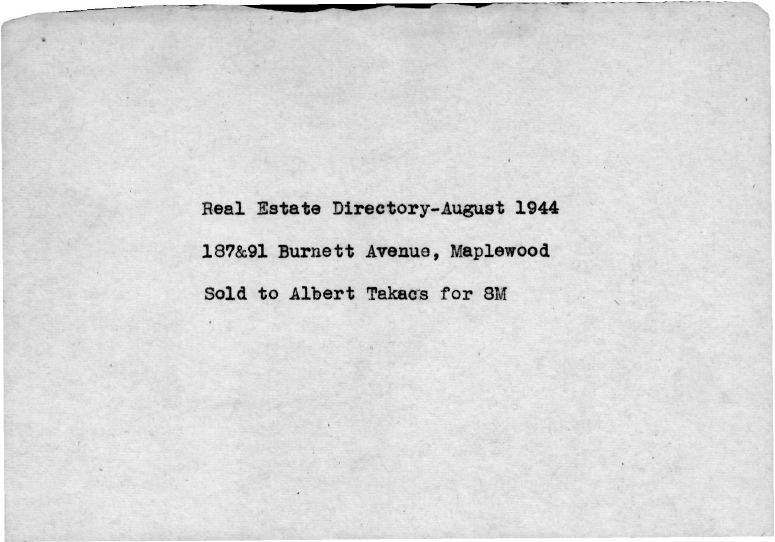 Real Estate Directory-August 1944
187&91 Burnett Avenue, Maplewood
Sold to Albert Takacs for 8M